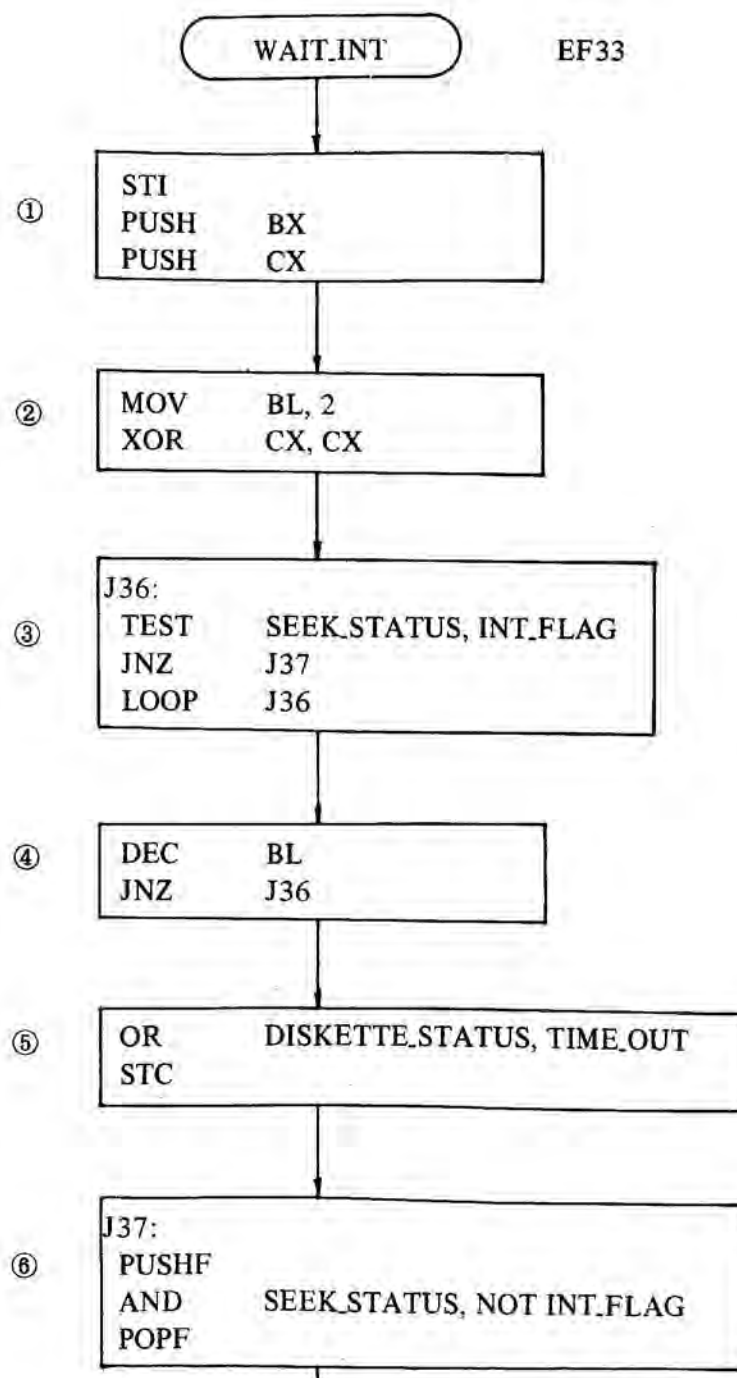 WAIT_INT EF33
① STI
PUSH BX
PUSH CX
② MOV BL, 2
XOR CX, CX
J36:
③ TEST SEEK_STATUS, INT_FLAG
JNZ J37
LOOP J36
④ DEC BL
JNZ J36
⑤ OR DISKETTE_STATUS, TIME_OUT
STC
J37:
⑥ PUSHF
AND SEEK_STATUS, NOT INT_FLAG
POPF